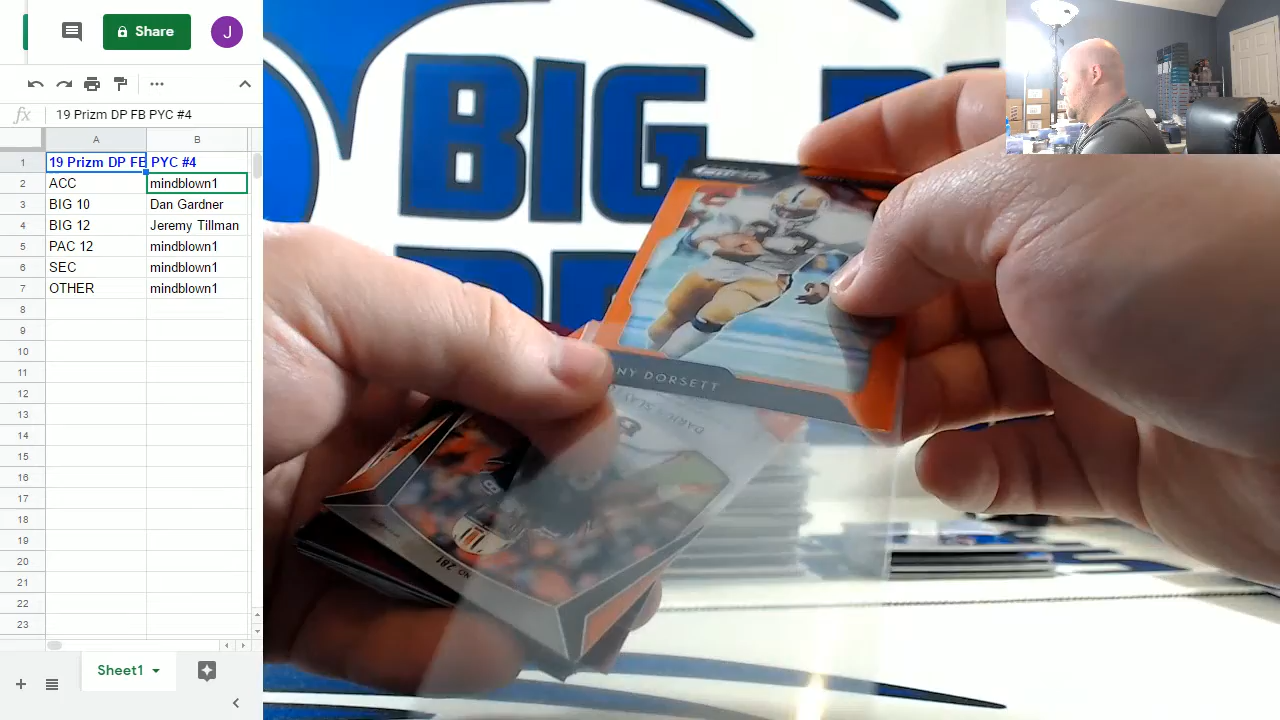 Share
J
fx 19 Prizm DP FB PYC #4
A B
1 19 Prizm DP FB PYC #4
2 ACC mindblown1
3 BIG 10 Dan Gardner
4 BIG 12 Jeremy Tillman
5 PAC 12 mindblown1
6 SEC mindblown1
7 OTHER mindblown1
8
9
10
11
12
13
14
15
16
17
18
19
20
21
22
23
Sheet1
BIG
NY DORSETT
NO. 281